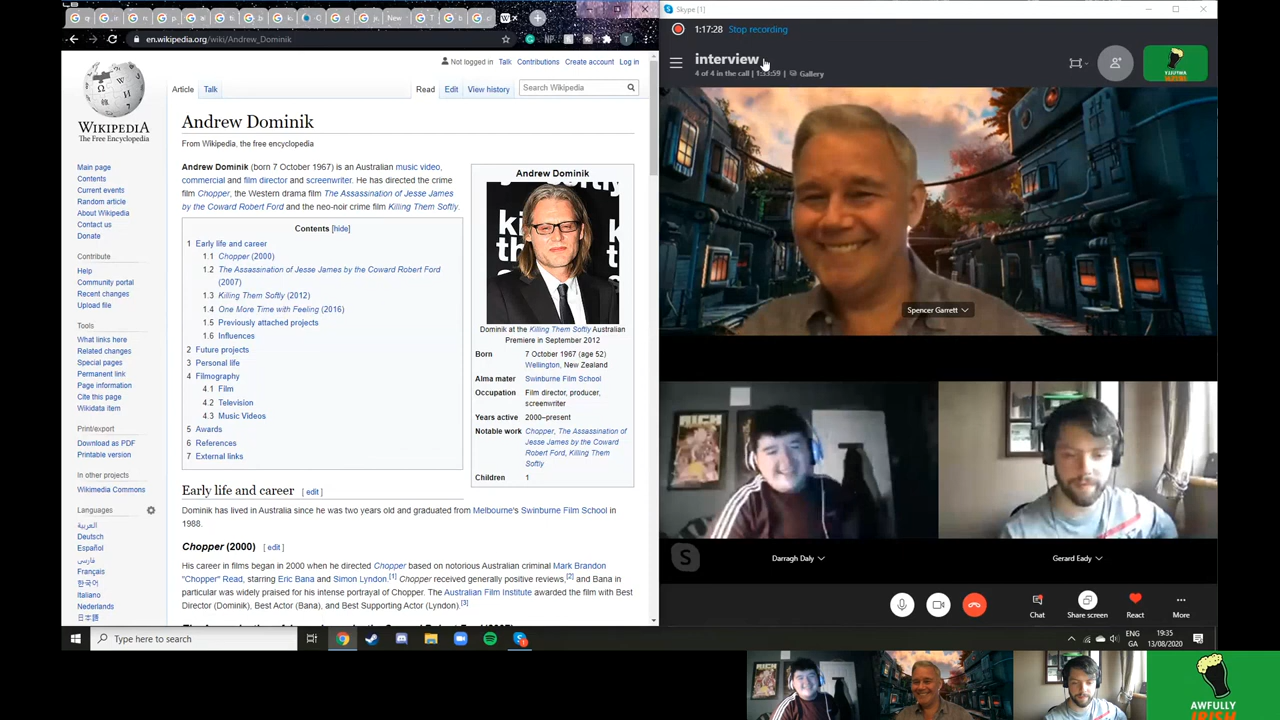 en.wikipedia.org/wiki/Andrew_Dominik
Not logged in Talk Contributions Create account Log in
WIKIPEDIA
The Free Encyclopedia
Article Talk
Read Edit View history
Search Wikipedia
Main page
Contents
Current events
Random article
About Wikipedia
Contact us
Donate
Contribute
Help
Community portal
Recent changes
Upload file
Tools
What links here
Related changes
Special pages
Permanent link
Page information
Cite this page
Wikidata item
Print/export
Download as PDF
Printable version
In other projects
Wikimedia Commons
Languages
العربية
Deutsch
Español
فارسی
Français
हिन्दी
Italiano
Nederlands
日本語
Andrew Dominik
From Wikipedia, the free encyclopedia
Andrew Dominik (born 7 October 1967) is an Australian music video,
commercial and film director and screenwriter. He has directed the crime
film Chopper, the Western drama film The Assassination of Jesse James
by the Coward Robert Ford and the neo-noir crime film Killing Them Softly.
Contents [hide]
1 Early life and career
1.1 Chopper (2000)
1.2 The Assassination of Jesse James by the Coward Robert Ford
(2007)
1.3 Killing Them Softly (2012)
1.4 One More Time with Feeling (2016)
1.5 Previously attached projects
1.6 Influences
2 Future projects
3 Personal life
4 Filmography
4.1 Film
4.2 Television
4.3 Music Videos
5 Awards
6 References
7 External links
Andrew Dominik
Dominik at the Killing Them Softly Australian
Premiere in September 2012
Born 7 October 1967 (age 52)
Wellington, New Zealand
Alma mater Swinburne Film School
Occupation Film director, producer,
screenwriter
Years active 2000–present
Notable work Chopper, The Assassination of
Jesse James by the Coward
Robert Ford, Killing Them
Softly
Children 1
Early life and career [ edit ]
Dominik has lived in Australia since he was two years old and graduated from Melbourne's Swinburne Film School in
1988.
Chopper (2000) [ edit ]
His career in films began in 2000 when he directed Chopper based on notorious Australian criminal Mark Brandon
"Chopper" Read, starring Eric Bana and Simon Lyndon.[1] Chopper received generally positive reviews,[2] and Bana in
particular was widely praised for his intense portrayal of Chopper. The Australian Film Institute awarded the film with Best
Director (Dominik), Best Actor (Bana), and Best Supporting Actor (Lyndon).[3]
Type here to search
Skype [1]
1:17:28 Stop recording
interview
4 of 4 in the call | 1:33:59 | Gallery
Spencer Garrett
Darragh Daly
Gerard Eady
Chat
Share screen
React
More
ENG
GA
19:35
13/08/2020
AWFULLY
IRISH